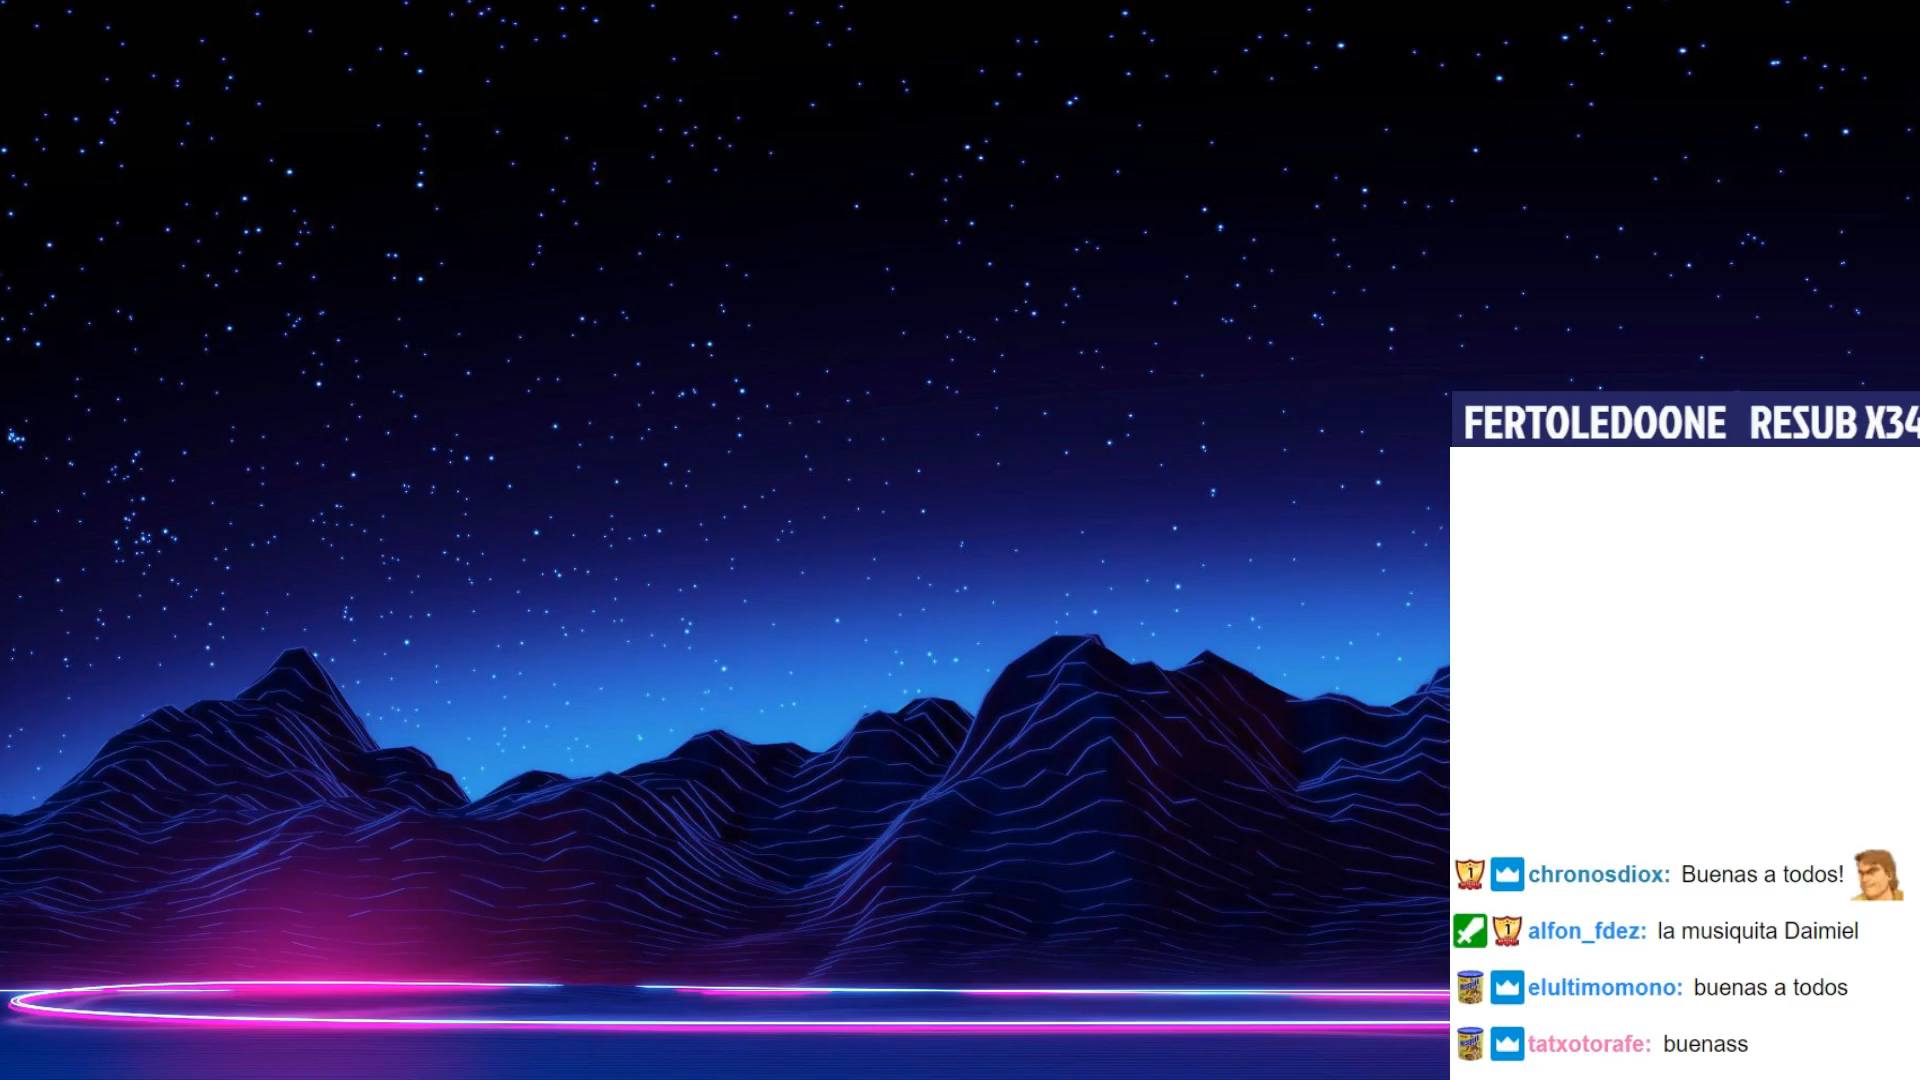 FERTOLEDOONE RESUB X34
chronosdiox: Buenas a todos!
alfon_fdez: la musiquita Daimiel
elultimomono: buenas a todos
tatxotorafe: buenass